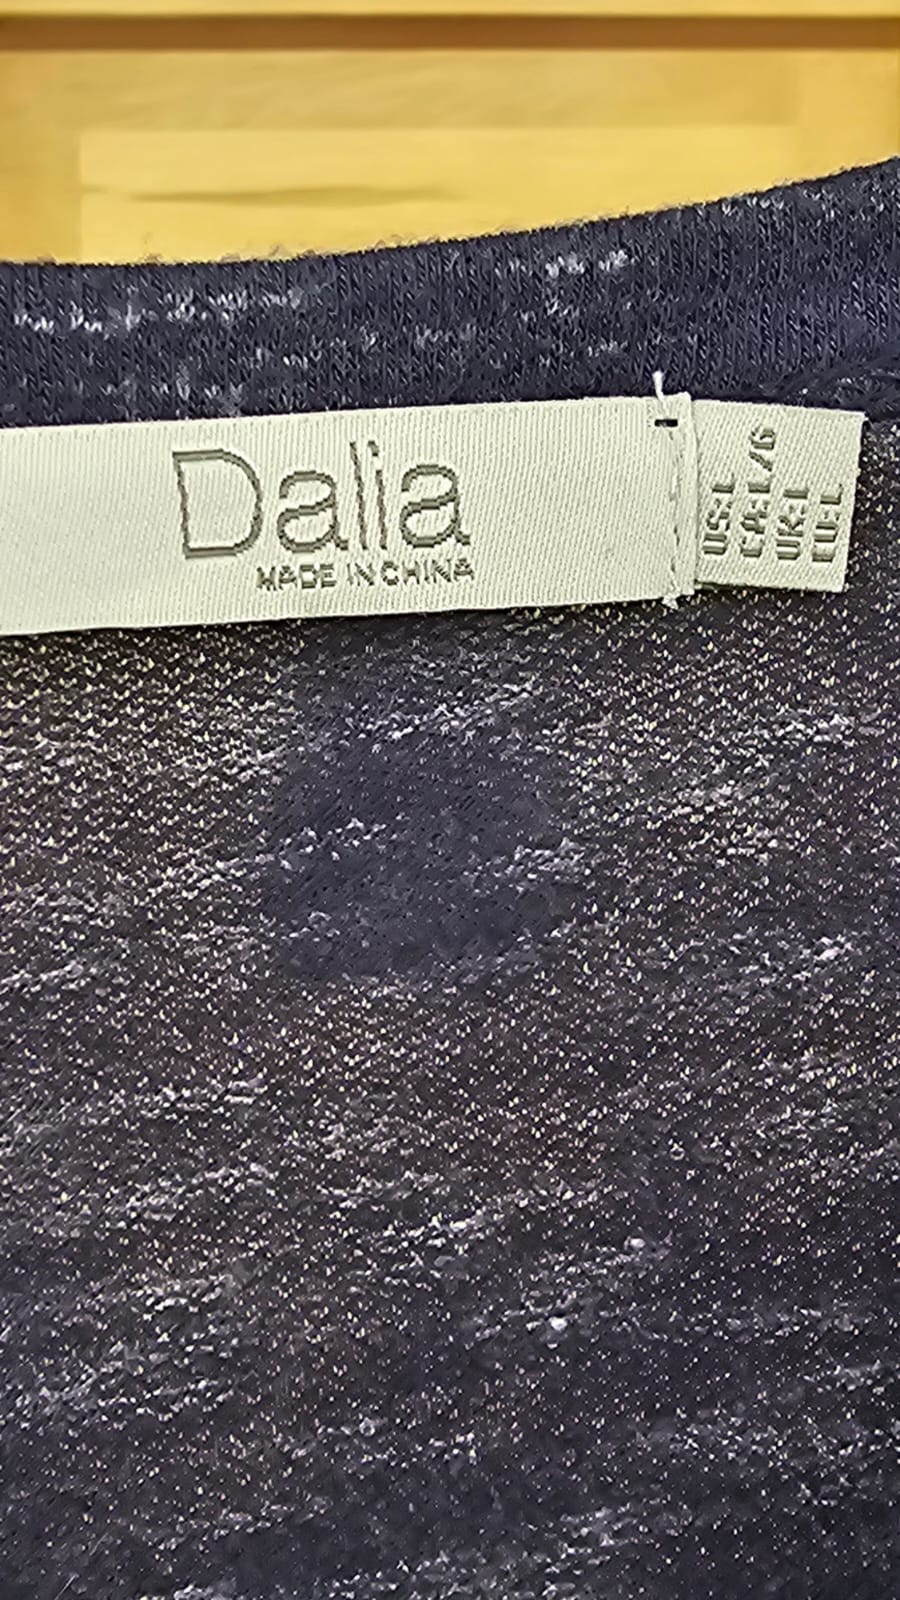 Dalia
MADE IN CHINA
US:L
CA:L/G
UK:L
EU:L